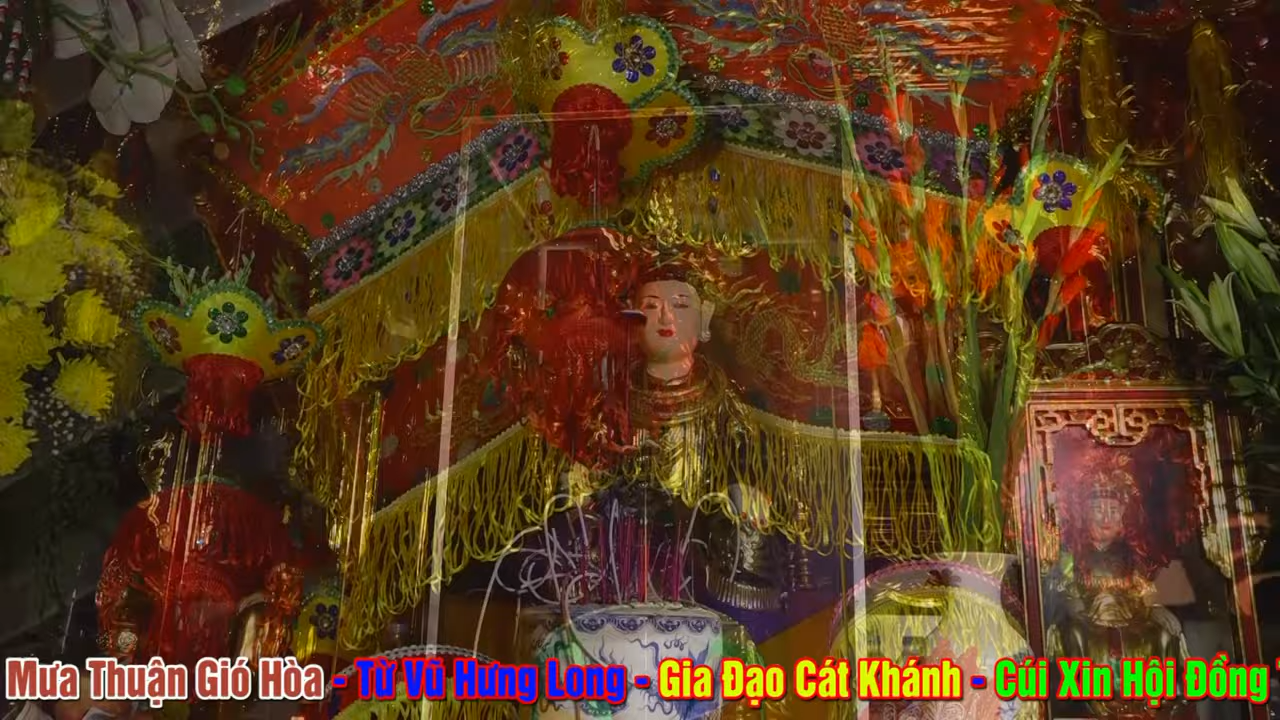 Mưa Thuận Gió Hòa - Từ Vũ Hưng Long - Gia Đạo Cát Khánh - Cúi Xin Hội Đồng